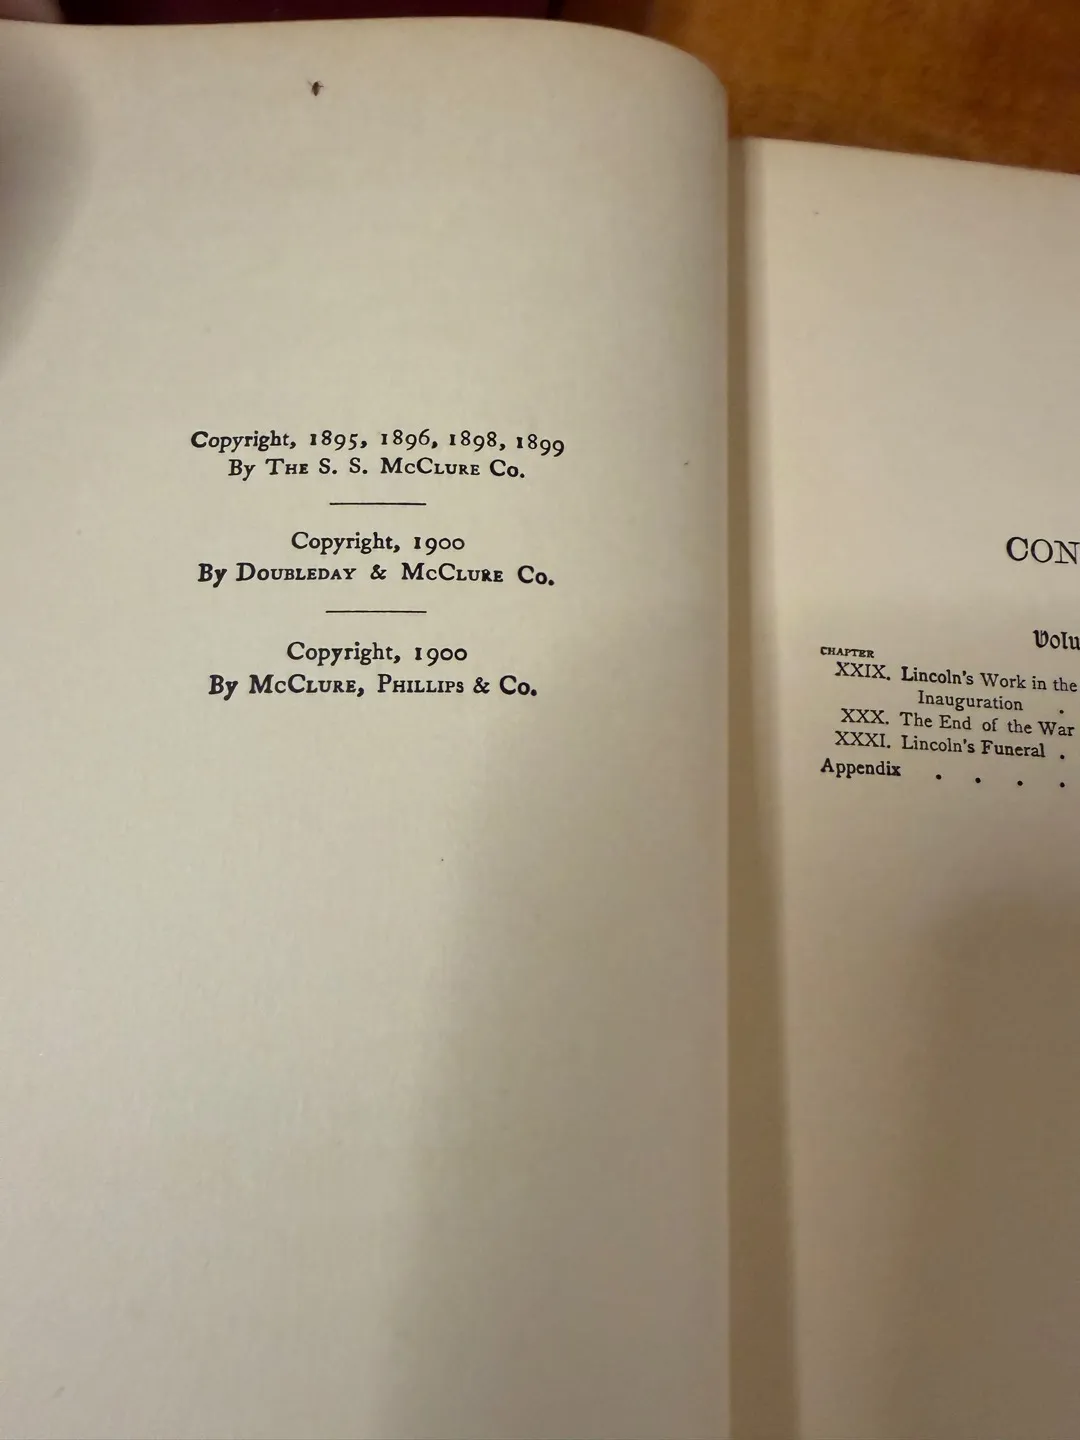 Copyright, 1895, 1896, 1898, 1899
By The S. S. McClure Co.
Copyright, 1900
By Doubleday & McClure Co.
Copyright, 1900
By McClure, Phillips & Co.
CON
Volu
CHAPTER
XXIX. Lincoln's Work in the
Inauguration .
XXX. The End of the War
XXXI. Lincoln's Funeral .
Appendix . . . .